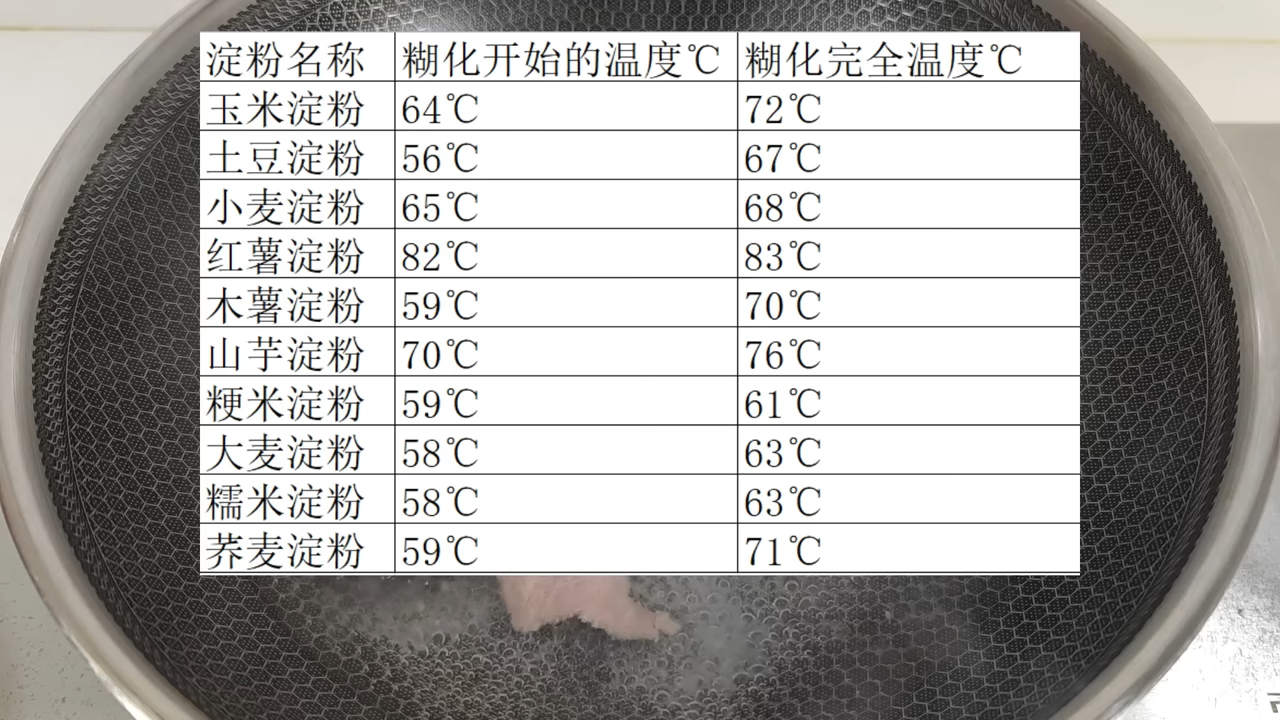 淀粉名称 糊化开始的温度℃ 糊化完全温度℃
玉米淀粉 64℃ 72℃
土豆淀粉 56℃ 67℃
小麦淀粉 65℃ 68℃
红薯淀粉 82℃ 83℃
木薯淀粉 59℃ 70℃
山芋淀粉 70℃ 76℃
粳米淀粉 59℃ 61℃
大麦淀粉 58℃ 63℃
糯米淀粉 58℃ 63℃
荞麦淀粉 59℃ 71℃